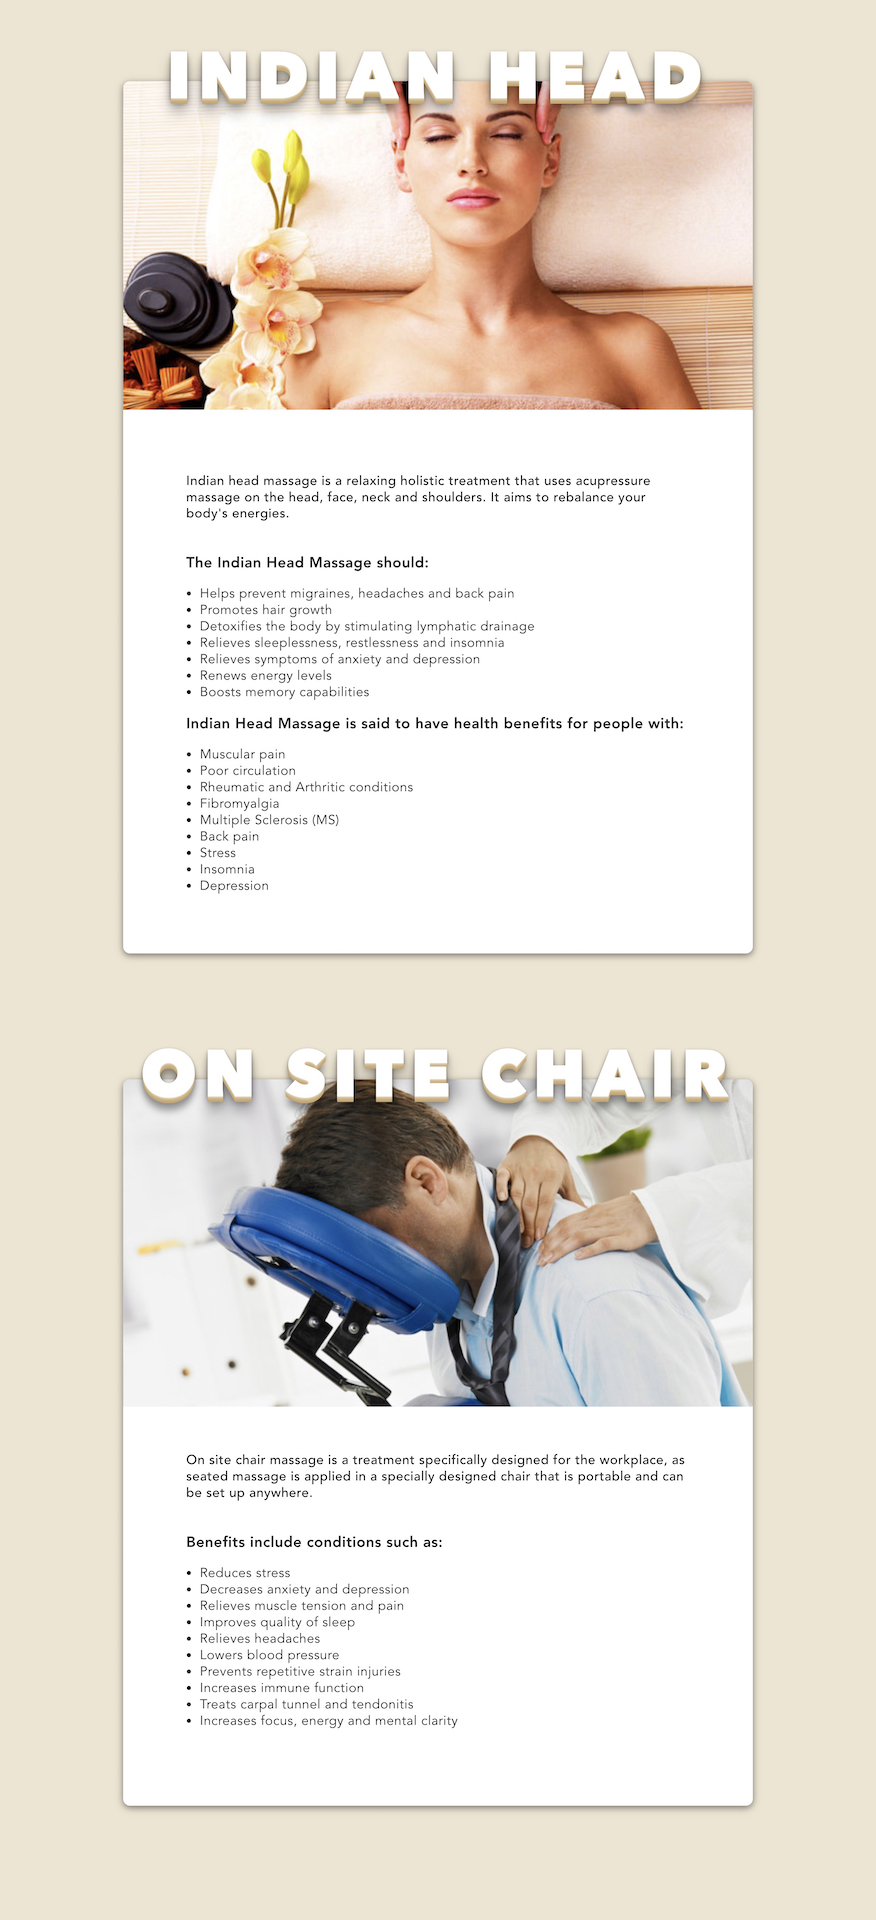 INDIAN HEAD
Indian head massage is a relaxing holistic treatment that uses acupressure
massage on the head, face, neck and shoulders. It aims to rebalance your
body's energies.
The Indian Head Massage should:
• Helps prevent migraines, headaches and back pain
• Promotes hair growth
• Detoxifies the body by stimulating lymphatic drainage
• Relieves sleeplessness, restlessness and insomnia
• Relieves symptoms of anxiety and depression
• Renews energy levels
• Boosts memory capabilities
Indian Head Massage is said to have health benefits for people with:
• Muscular pain
• Poor circulation
• Rheumatic and Arthritic conditions
• Fibromyalgia
• Multiple Sclerosis (MS)
• Back pain
• Stress
• Insomnia
• Depression
ON SITE CHAIR
On site chair massage is a treatment specifically designed for the workplace, as
seated massage is applied in a specially designed chair that is portable and can
be set up anywhere.
Benefits include conditions such as:
• Reduces stress
• Decreases anxiety and depression
• Relieves muscle tension and pain
• Improves quality of sleep
• Relieves headaches
• Lowers blood pressure
• Prevents repetitive strain injuries
• Increases immune function
• Treats carpal tunnel and tendonitis
• Increases focus, energy and mental clarity